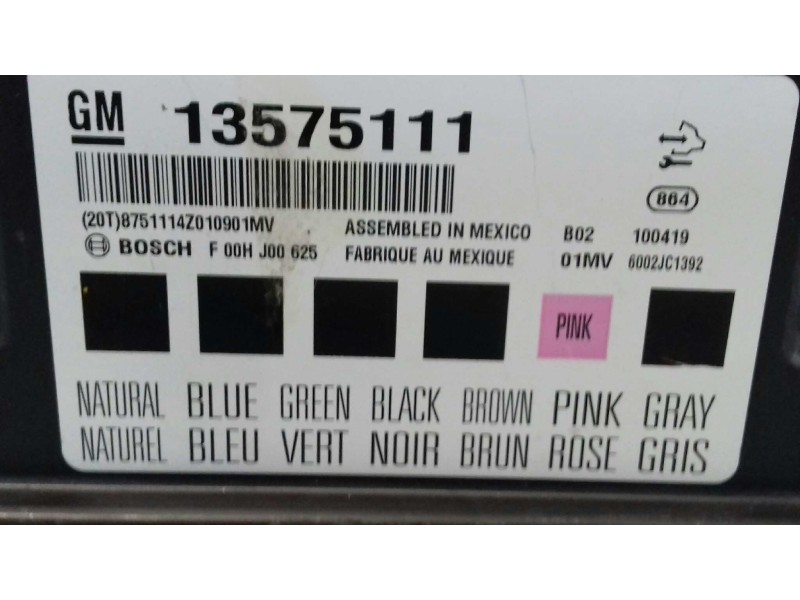 GM 13575111
864
(20T)8751114Z010901MV ASSEMBLED IN MEXICO B02 100419
BOSCH F 00H J00 625 FABRIQUE AU MEXIQUE 01MV 6002JC1392
PINK
NATURAL BLUE GREEN BLACK BROWN PINK GRAY
NATUREL BLEU VERT NOIR BRUN ROSE GRIS